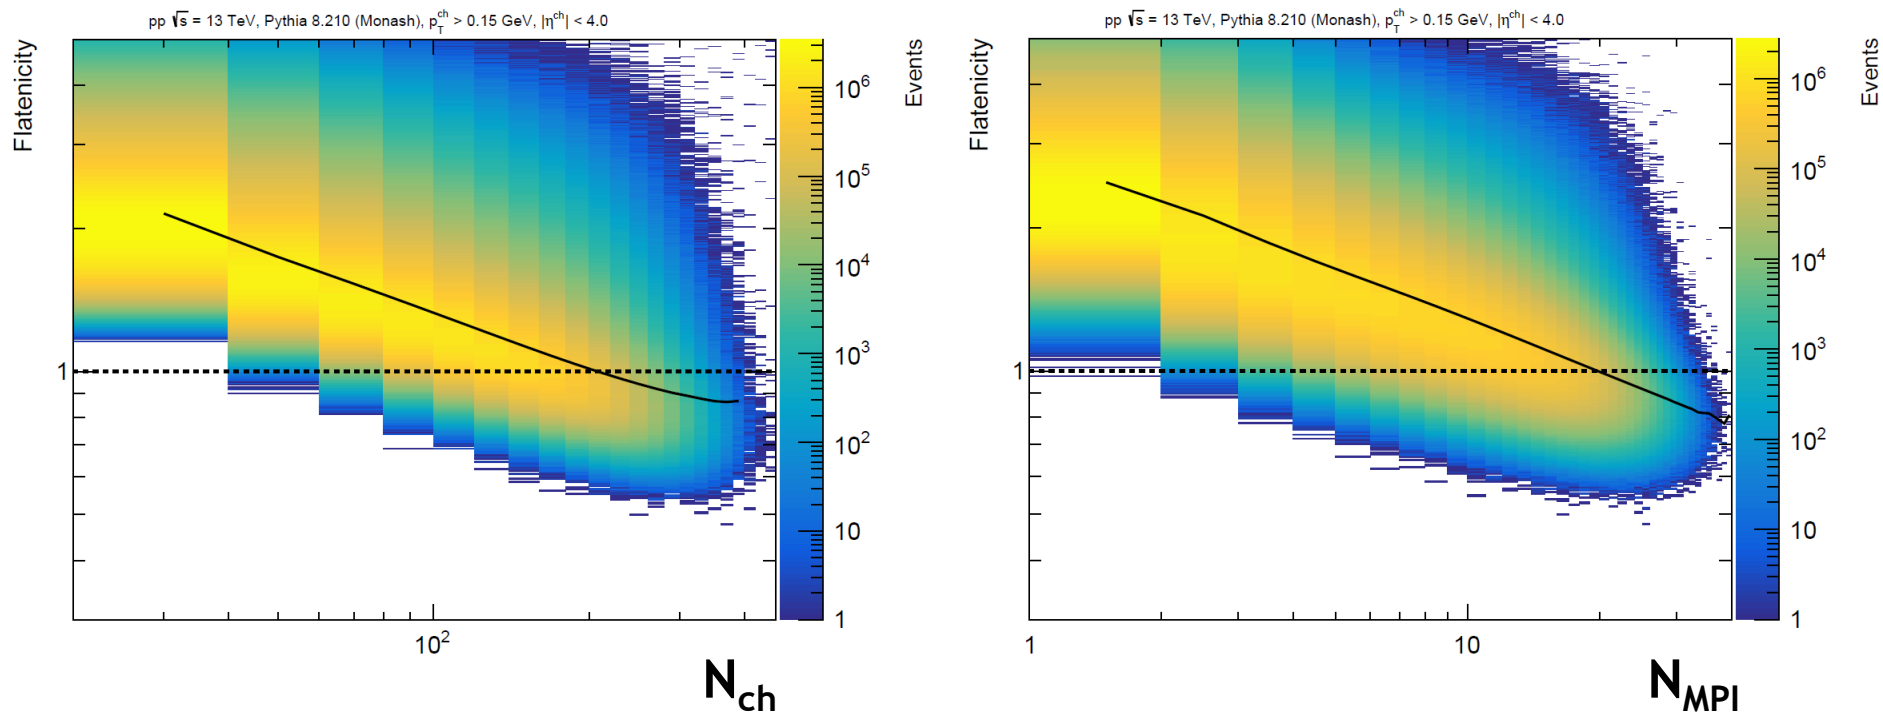 pp √s = 13 TeV, Pythia 8.210 (Monash), p_T^ch > 0.15 GeV, |η^ch| < 4.0
Flatenicity
1
10^2
N_ch
10^6
10^5
10^4
10^3
10^2
10
1
Events
pp √s = 13 TeV, Pythia 8.210 (Monash), p_T^ch > 0.15 GeV, |η^ch| < 4.0
Flatenicity
1
1
10
N_MPI
10^6
10^5
10^4
10^3
10^2
10
1
Events